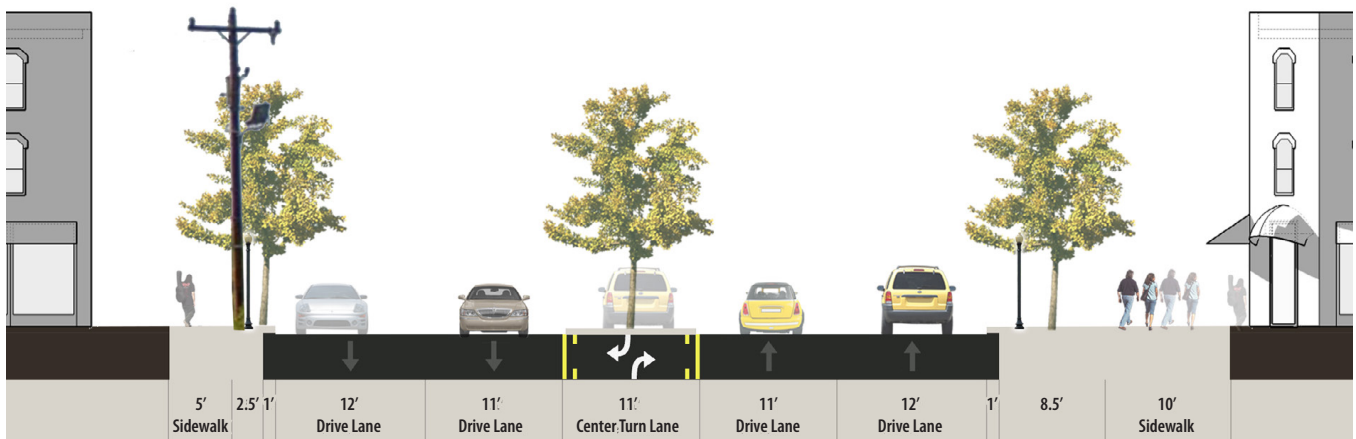 5' 2.5' 1' 12' 11' 11' 11' 12' 1' 8.5' 10'
Sidewalk Drive Lane Drive Lane Center Turn Lane Drive Lane Drive Lane Sidewalk